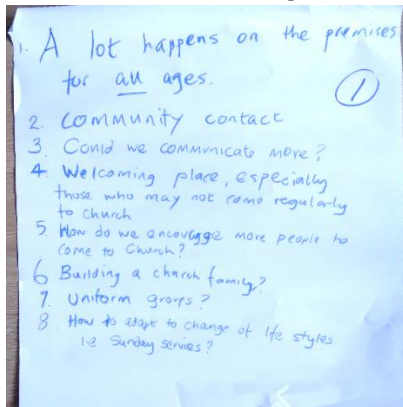 1. A lot happens on the premises
for all ages.
①
2. Community contact
3 Could we communicate more?
4. Welcoming place, especially
those who may not come regularly
to church
5 How do we encouragge more people to
come to Church?
6 Building a church family?
7. Uniform groups?
8 How to adapt to change of life styles
i.e. Sunday services?